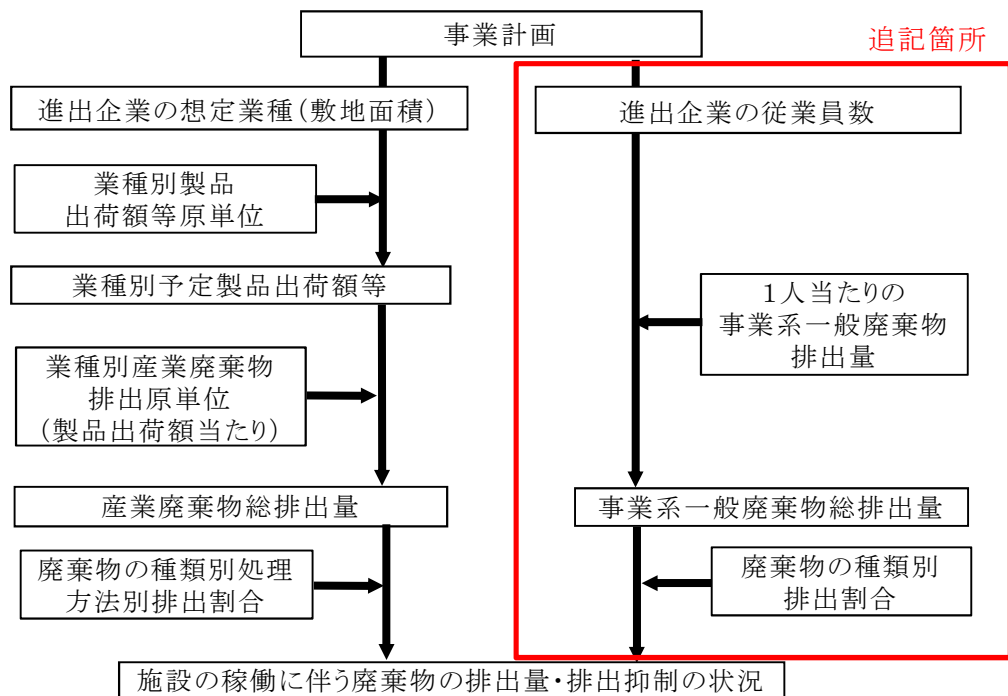 事業計画
追記箇所
進出企業の想定業種（敷地面積）
進出企業の従業員数
業種別製品
出荷額等原単位
業種別予定製品出荷額等
１人当たりの
事業系一般廃棄物
排出量
業種別産業廃棄物
排出原単位
（製品出荷額当たり）
産業廃棄物総排出量
事業系一般廃棄物総排出量
廃棄物の種類別処理
方法別排出割合
廃棄物の種類別
排出割合
施設の稼働に伴う廃棄物の排出量・排出抑制の状況